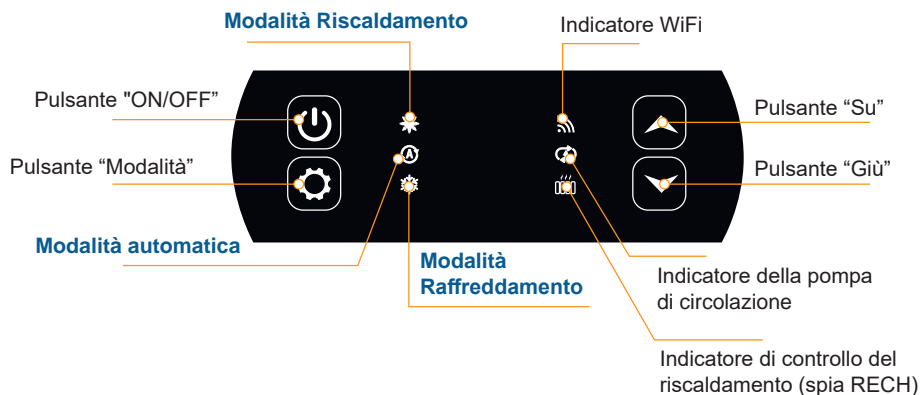 Modalità Riscaldamento
Indicatore WiFi
Pulsante "ON/OFF”
Pulsante “Su”
Pulsante “Modalità”
Pulsante “Giù”
A
Modalità automatica
Modalità
Raffreddamento
Indicatore della pompa
di circolazione
Indicatore di controllo del
riscaldamento (spia RECH)